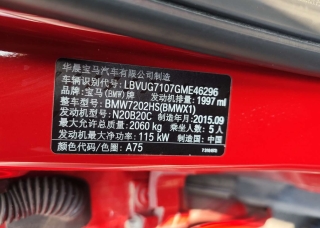 华晨宝马汽车有限公司制造
车辆识别代号: LBVUG7107GME46296
品牌: 宝马(BMW)牌 发动机排量: 1997 ml
整车型号: BMW7202HS(BMWX1)
发动机型号: N20B20C 制造年月: 2015.09
最大允许总质量: 2060 kg 乘坐人数: 5 人
发动机最大净功率: 115 kW 制造国: 中国
颜色代码/色圈: A75